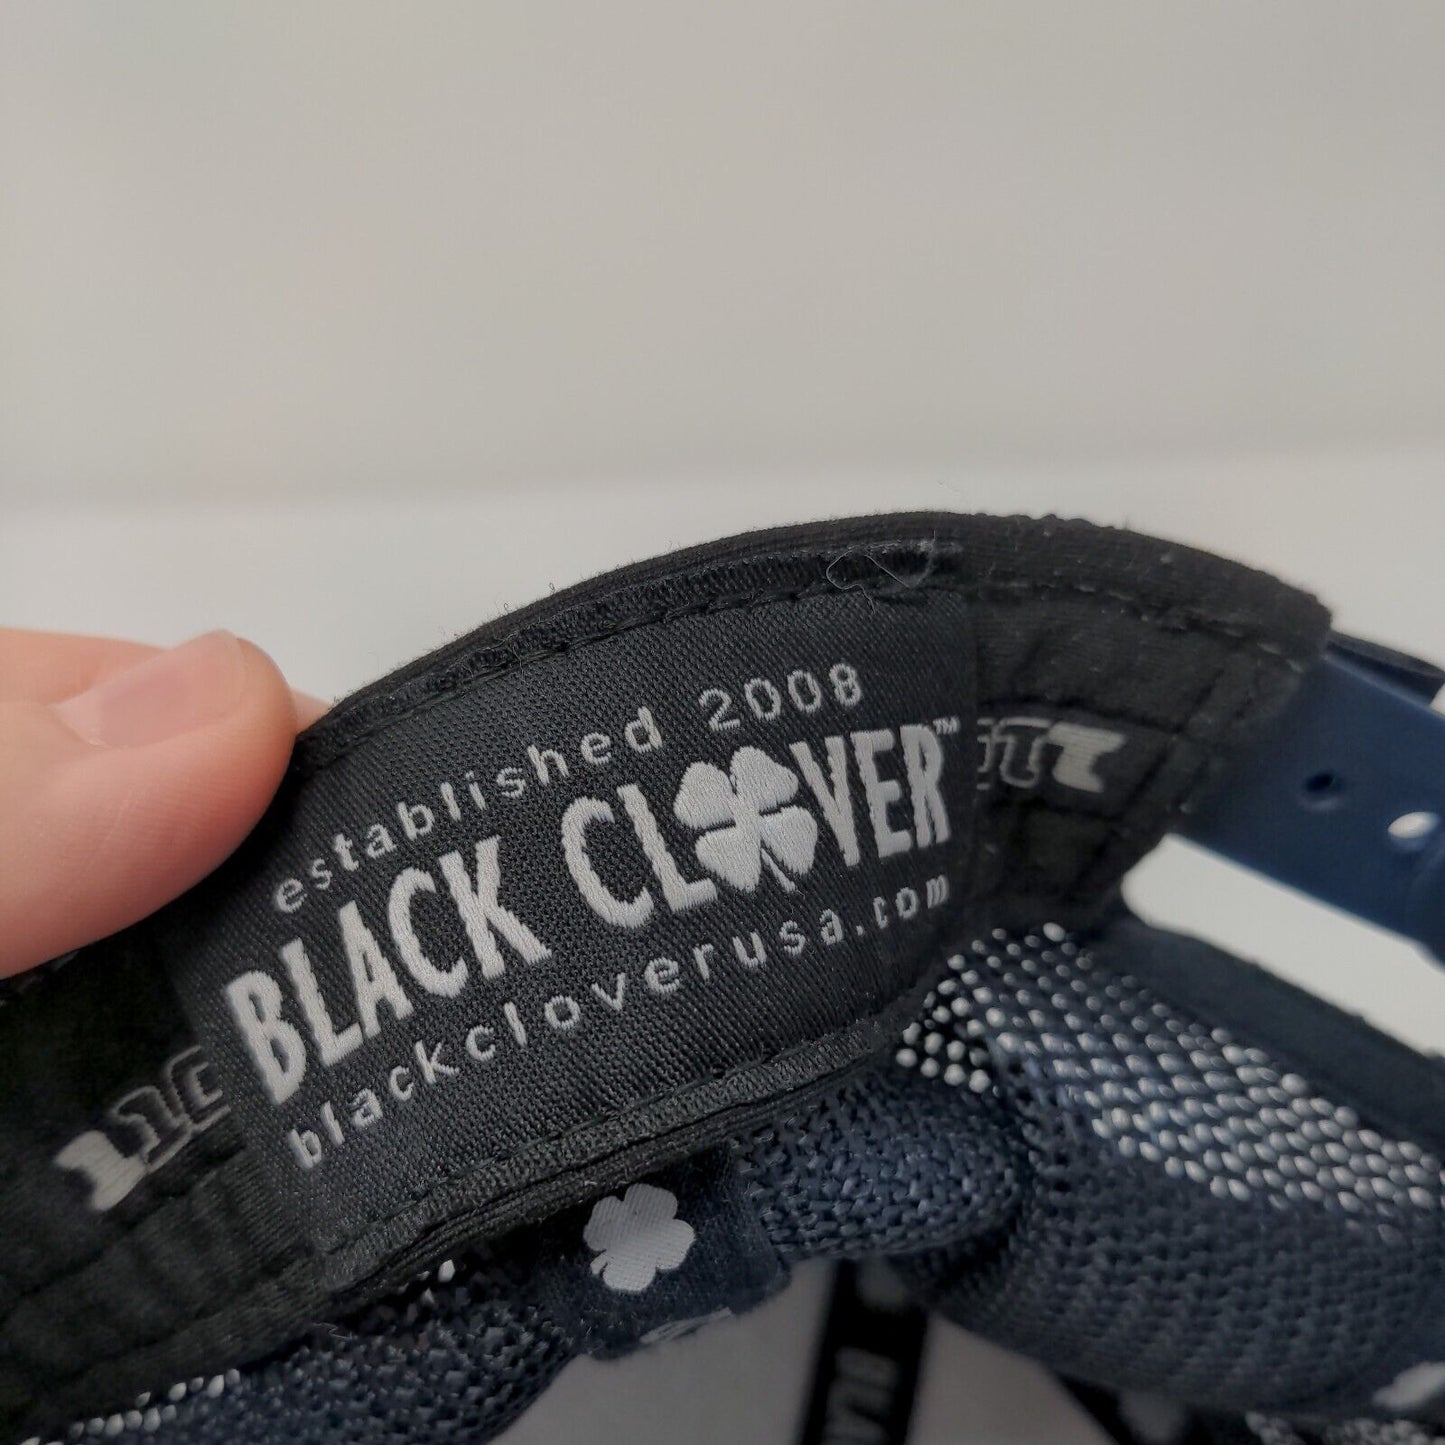 established 2008
BLACK CLOVER™
blackcloverusa.com